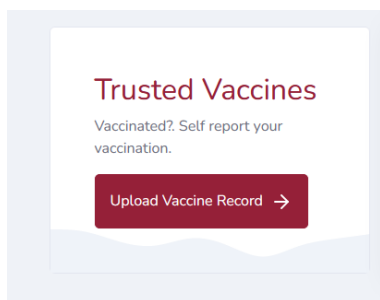 Trusted Vaccines
Vaccinated?. Self report your
vaccination.
Upload Vaccine Record →